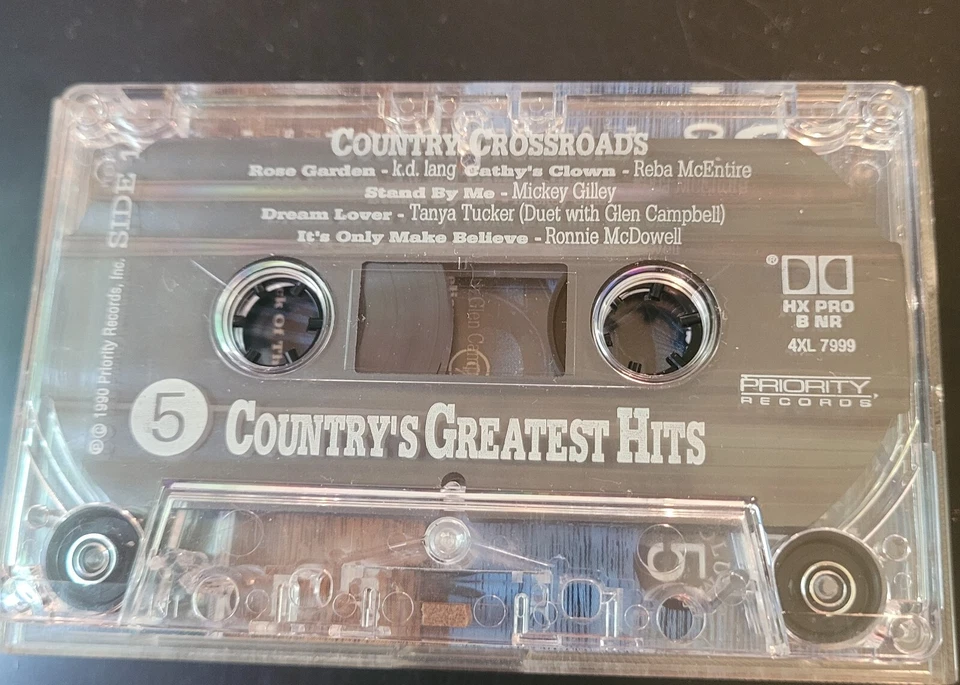 COUNTRY CROSSROADS
Rose Garden - k.d. lang Cathy's Clown - Reba McEntire
Stand By Me - Mickey Gilley
Dream Lover - Tanya Tucker (Duet with Glen Campbell)
It's Only Make Believe - Ronnie McDowell
SIDE 1
℗ © 1990 Priority Records, Inc.
®
HX PRO
B NR
4XL 7999
PRIORITY
RECORDS
5 COUNTRY'S GREATEST HITS
5